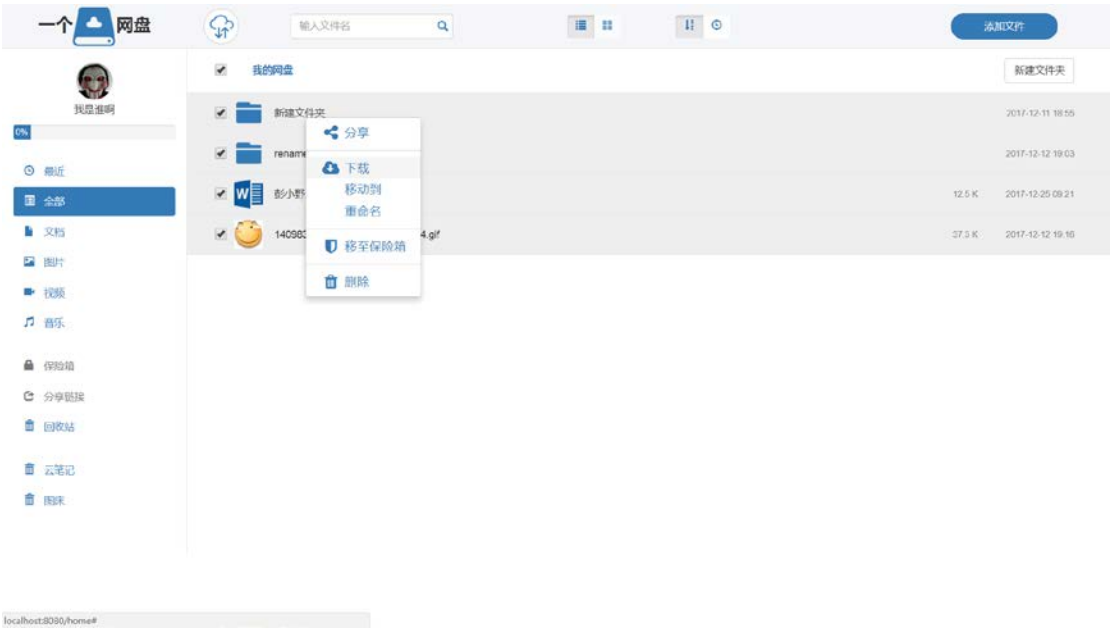 一个 网盘
输入文件名
添加文件
我是谁啊
0%
最近
全部
文档
图片
视频
音乐
保险箱
分享链接
回收站
云笔记
图床
我的网盘
新建文件夹
新建文件夹 2017-12-11 18:55
rename 2017-12-12 19:03
彭小野 12.5 K 2017-12-25 09:21
140983 4.gif 37.5 K 2017-12-12 19:16
分享
下载
移动到
重命名
移至保险箱
删除
localhost:8080/home#